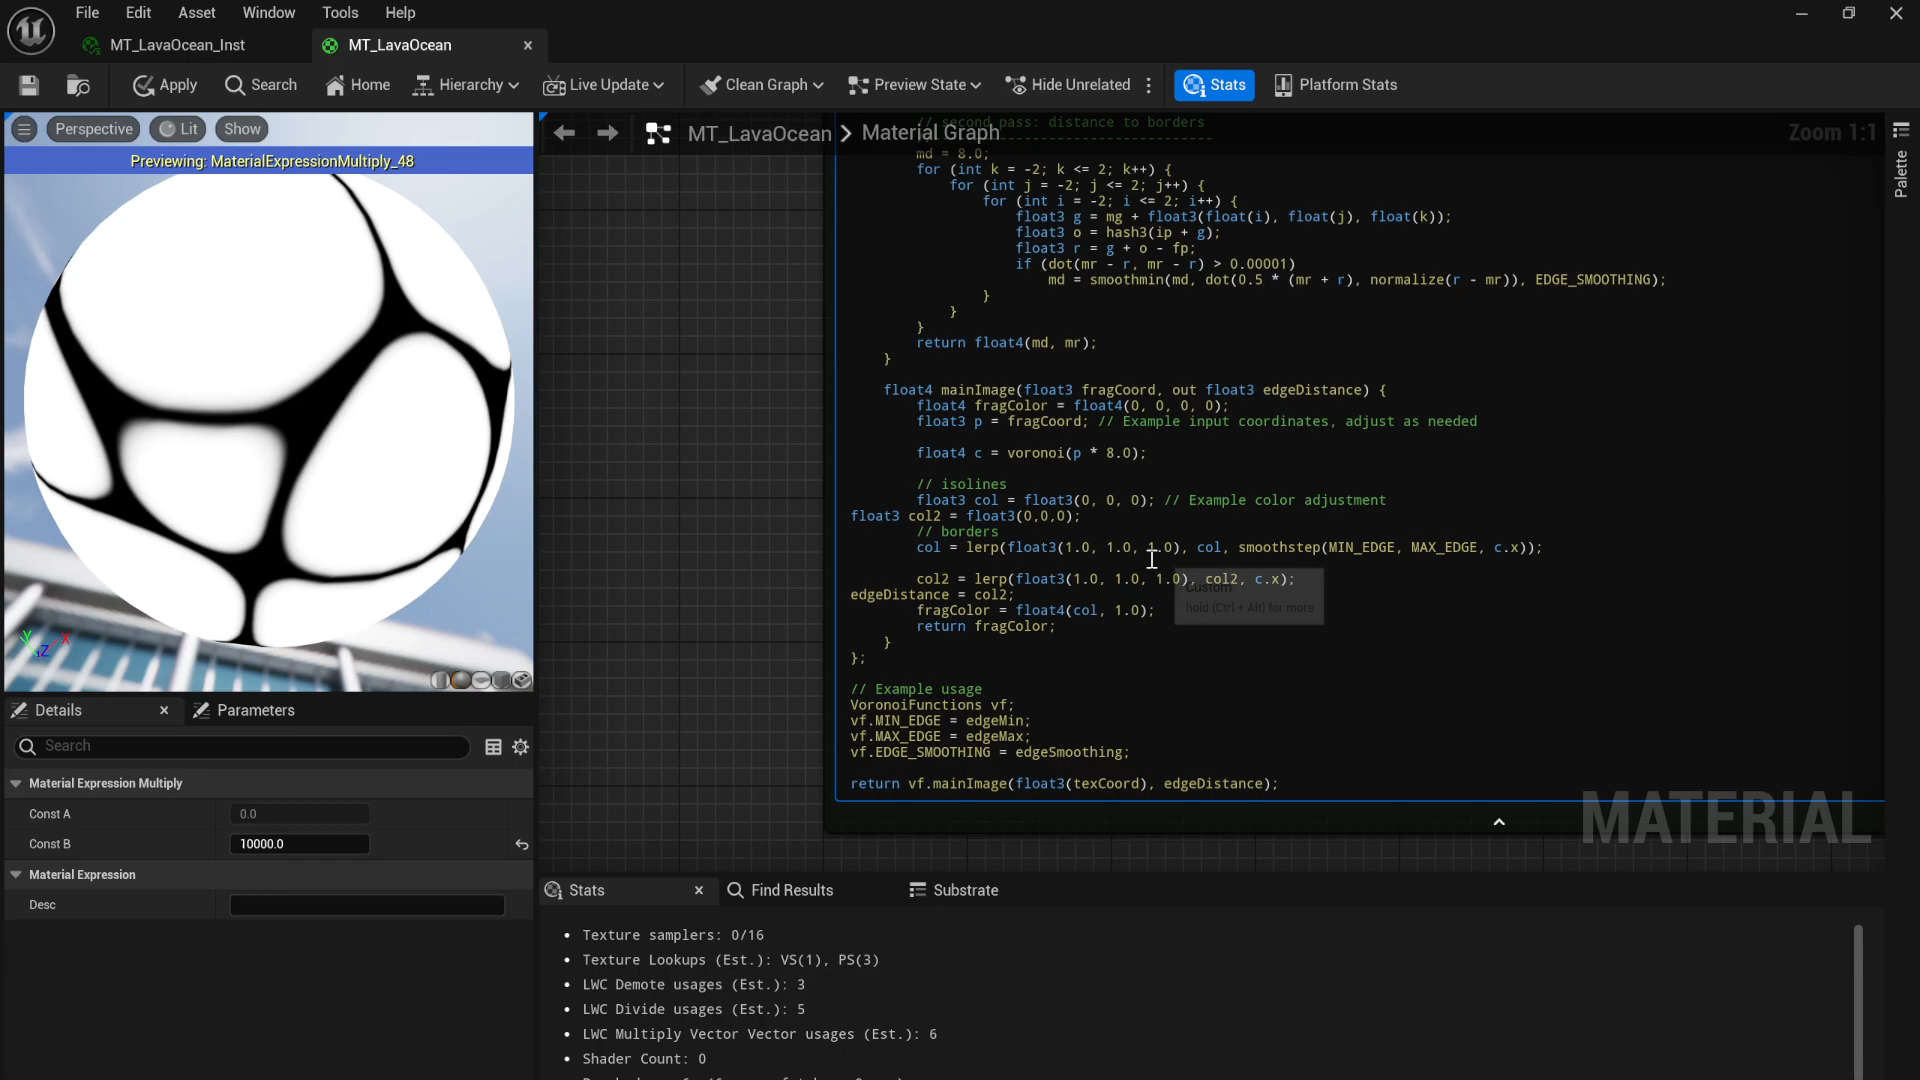 File Edit Asset Window Tools Help
MT_LavaOcean_Inst
MT_LavaOcean
Apply Search Home Hierarchy Live Update Clean Graph Preview State Hide Unrelated Stats Platform Stats
Perspective Lit Show
Previewing: MaterialExpressionMultiply_48
MT_LavaOcean > Material Graph
Zoom 1:1
Palette
// second pass: distance to borders
//-----------------------------------
md = 8.0;
for (int k = -2; k <= 2; k++) {
for (int j = -2; j <= 2; j++) {
for (int i = -2; i <= 2; i++) {
float3 g = mg + float3(float(i), float(j), float(k));
float3 o = hash3(ip + g);
float3 r = g + o - fp;
if (dot(mr - r, mr - r) > 0.00001)
md = smoothmin(md, dot(0.5 * (mr + r), normalize(r - mr)), EDGE_SMOOTHING);
}
}
}
return float4(md, mr);
}
float4 mainImage(float3 fragCoord, out float3 edgeDistance) {
float4 fragColor = float4(0, 0, 0, 0);
float3 p = fragCoord; // Example input coordinates, adjust as needed
float4 c = voronoi(p * 8.0);
// isolines
float3 col = float3(0, 0, 0); // Example color adjustment
float3 col2 = float3(0,0,0);
// borders
col = lerp(float3(1.0, 1.0, 1.0), col, smoothstep(MIN_EDGE, MAX_EDGE, c.x));
col2 = lerp(float3(1.0, 1.0, 1.0), col2, c.x);
Custom
edgeDistance = col2;
hold (Ctrl + Alt) for more
fragColor = float4(col, 1.0);
return fragColor;
}
};
// Example usage
VoronoiFunctions vf;
vf.MIN_EDGE = edgeMin;
vf.MAX_EDGE = edgeMax;
vf.EDGE_SMOOTHING = edgeSmoothing;
return vf.mainImage(float3(texCoord), edgeDistance);
MATERIAL
Y X Z
Details Parameters
Search
Material Expression Multiply
Const A 0.0
Const B 10000.0
Material Expression
Desc
Stats Find Results Substrate
• Texture samplers: 0/16
• Texture Lookups (Est.): VS(1), PS(3)
• LWC Demote usages (Est.): 3
• LWC Divide usages (Est.): 5
• LWC Multiply Vector Vector usages (Est.): 6
• Shader Count: 0